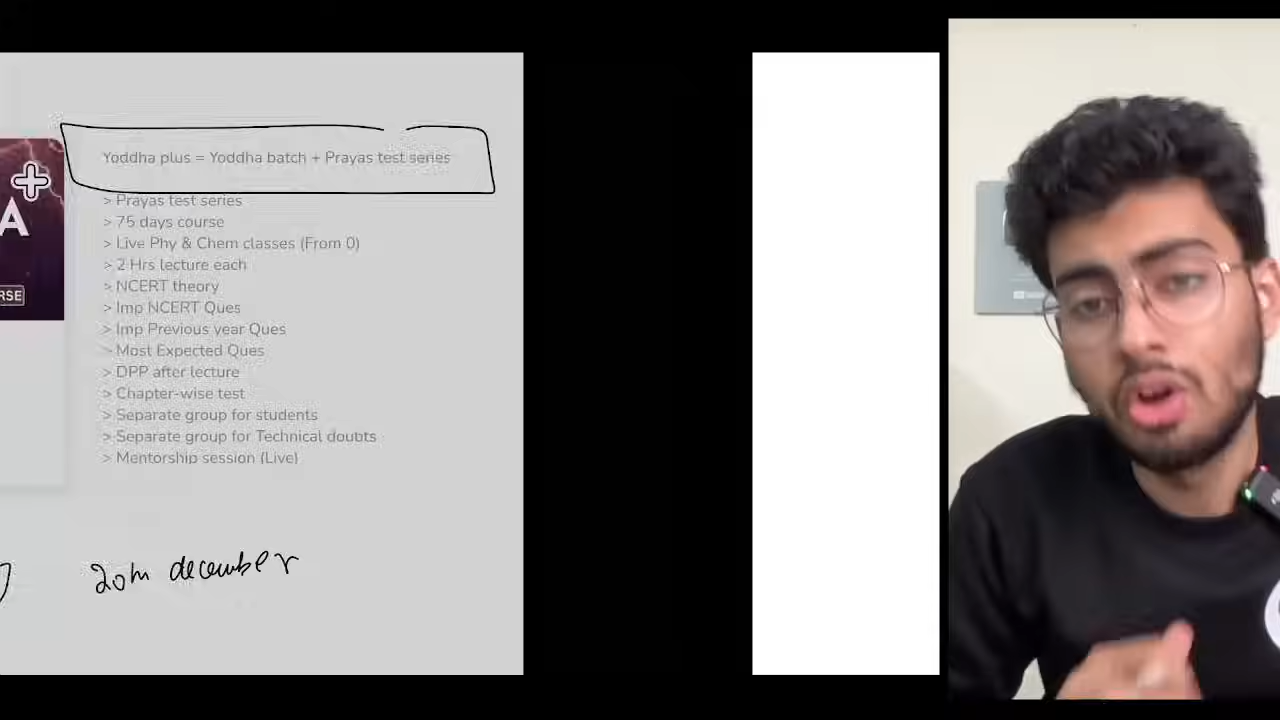 Yoddha plus = Yoddha batch + Prayas test series
> Prayas test series
> 75 days course
> Live Phy & Chem classes (From 0)
> 2 Hrs lecture each
> NCERT theory
> Imp NCERT Ques
> Imp Previous year Ques
> Most Expected Ques
> DPP after lecture
> Chapter-wise test
> Separate group for students
> Separate group for Technical doubts
> Mentorship session (Live)
A
RSE
20th december